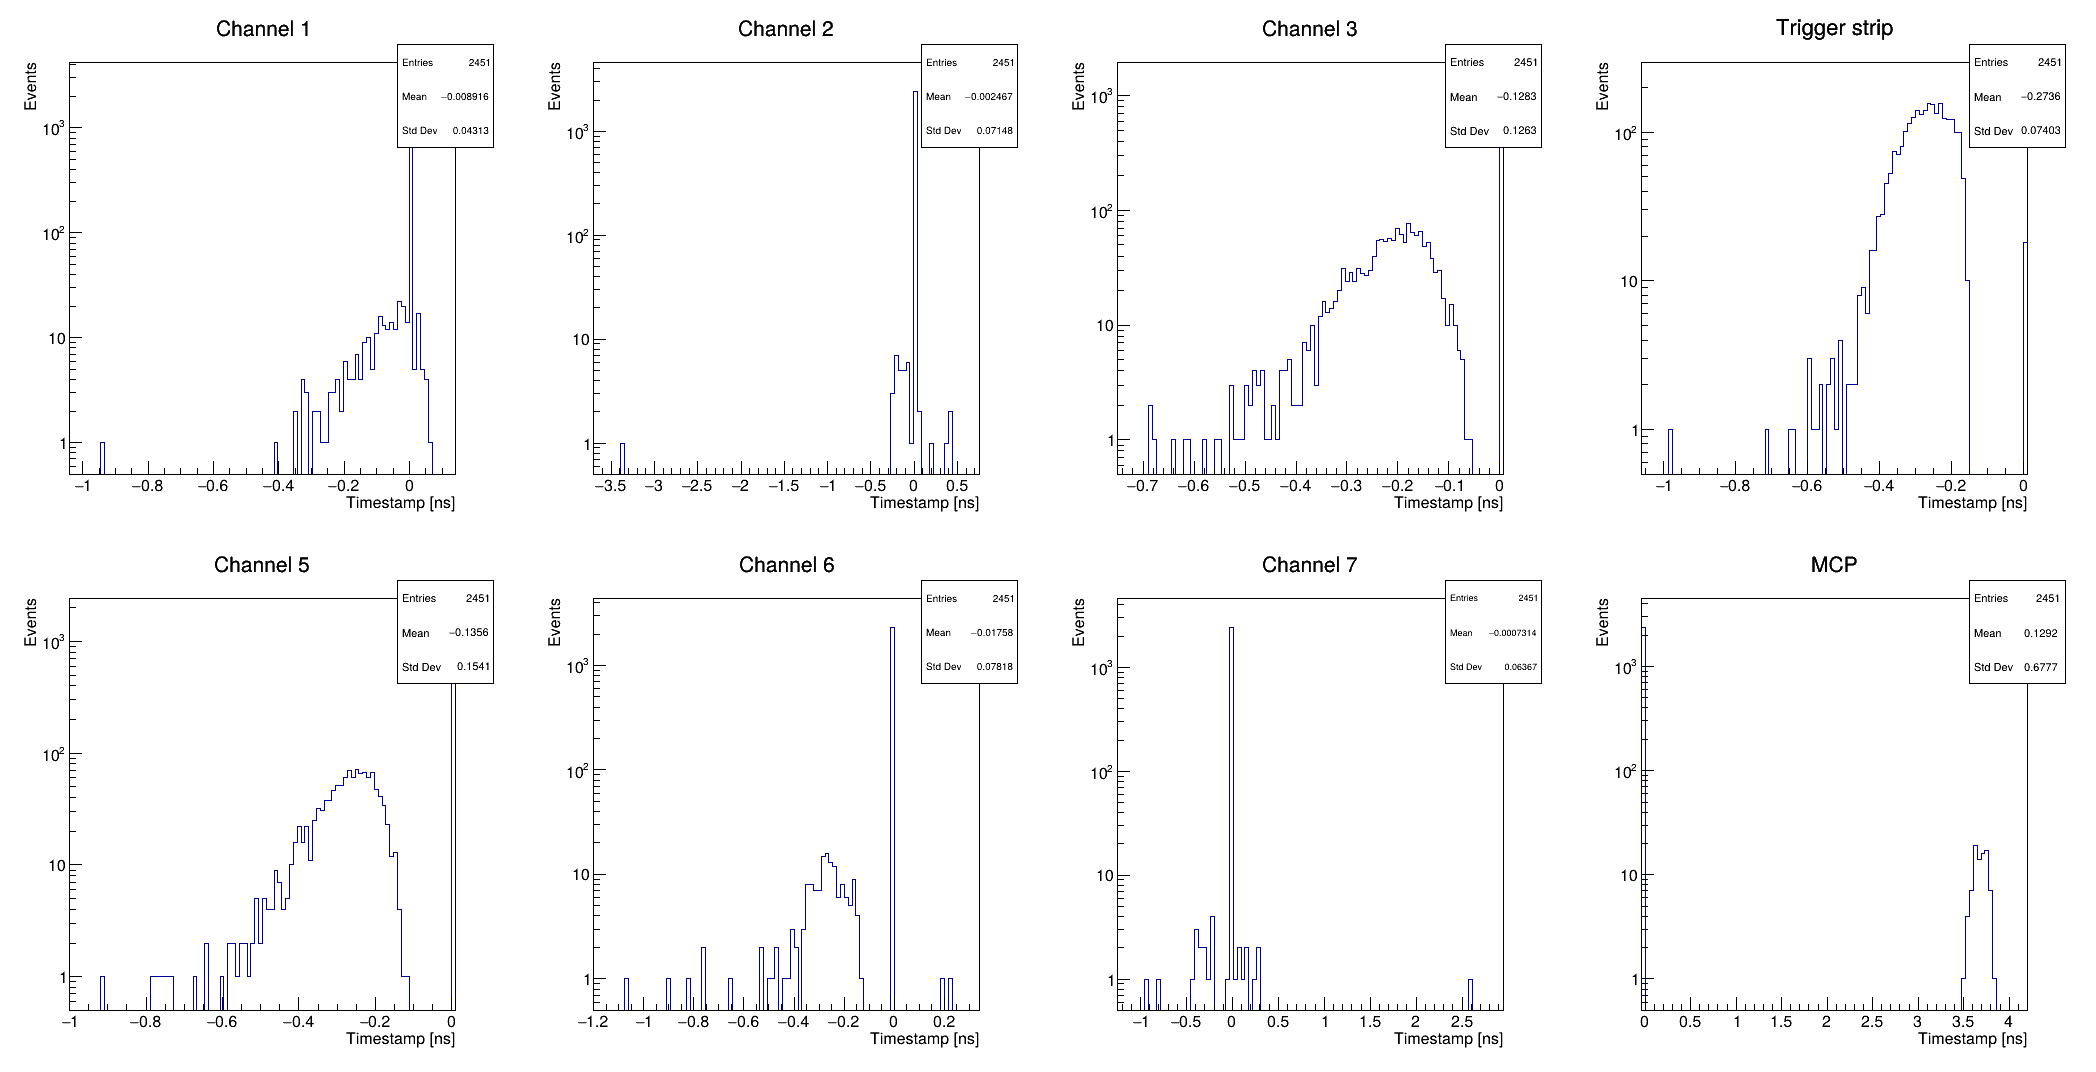 Channel 1
Events
Entries 2451
Mean −0.008916
Std Dev 0.04313
10³
10²
10
1
−1 −0.8 −0.6 −0.4 −0.2 0
Timestamp [ns]
Channel 2
Events
Entries 2451
Mean −0.002467
Std Dev 0.07148
10³
10²
10
1
−3.5 −3 −2.5 −2 −1.5 −1 −0.5 0 0.5
Timestamp [ns]
Channel 3
Events
Entries 2451
Mean −0.1283
Std Dev 0.1263
10³
10²
10
1
−0.7 −0.6 −0.5 −0.4 −0.3 −0.2 −0.1 0
Timestamp [ns]
Trigger strip
Events
Entries 2451
Mean −0.2736
Std Dev 0.07403
10²
10
1
−1 −0.8 −0.6 −0.4 −0.2 0
Timestamp [ns]
Channel 5
Events
Entries 2451
Mean −0.1356
Std Dev 0.1541
10³
10²
10
1
−1 −0.8 −0.6 −0.4 −0.2 0
Timestamp [ns]
Channel 6
Events
Entries 2451
Mean −0.01758
Std Dev 0.07818
10³
10²
10
1
−1.2 −1 −0.8 −0.6 −0.4 −0.2 0 0.2
Timestamp [ns]
Channel 7
Events
Entries 2451
Mean −0.0007314
Std Dev 0.06367
10³
10²
10
1
−1 −0.5 0 0.5 1 1.5 2 2.5
Timestamp [ns]
MCP
Events
Entries 2451
Mean 0.1292
Std Dev 0.6777
10³
10²
10
1
0 0.5 1 1.5 2 2.5 3 3.5 4
Timestamp [ns]